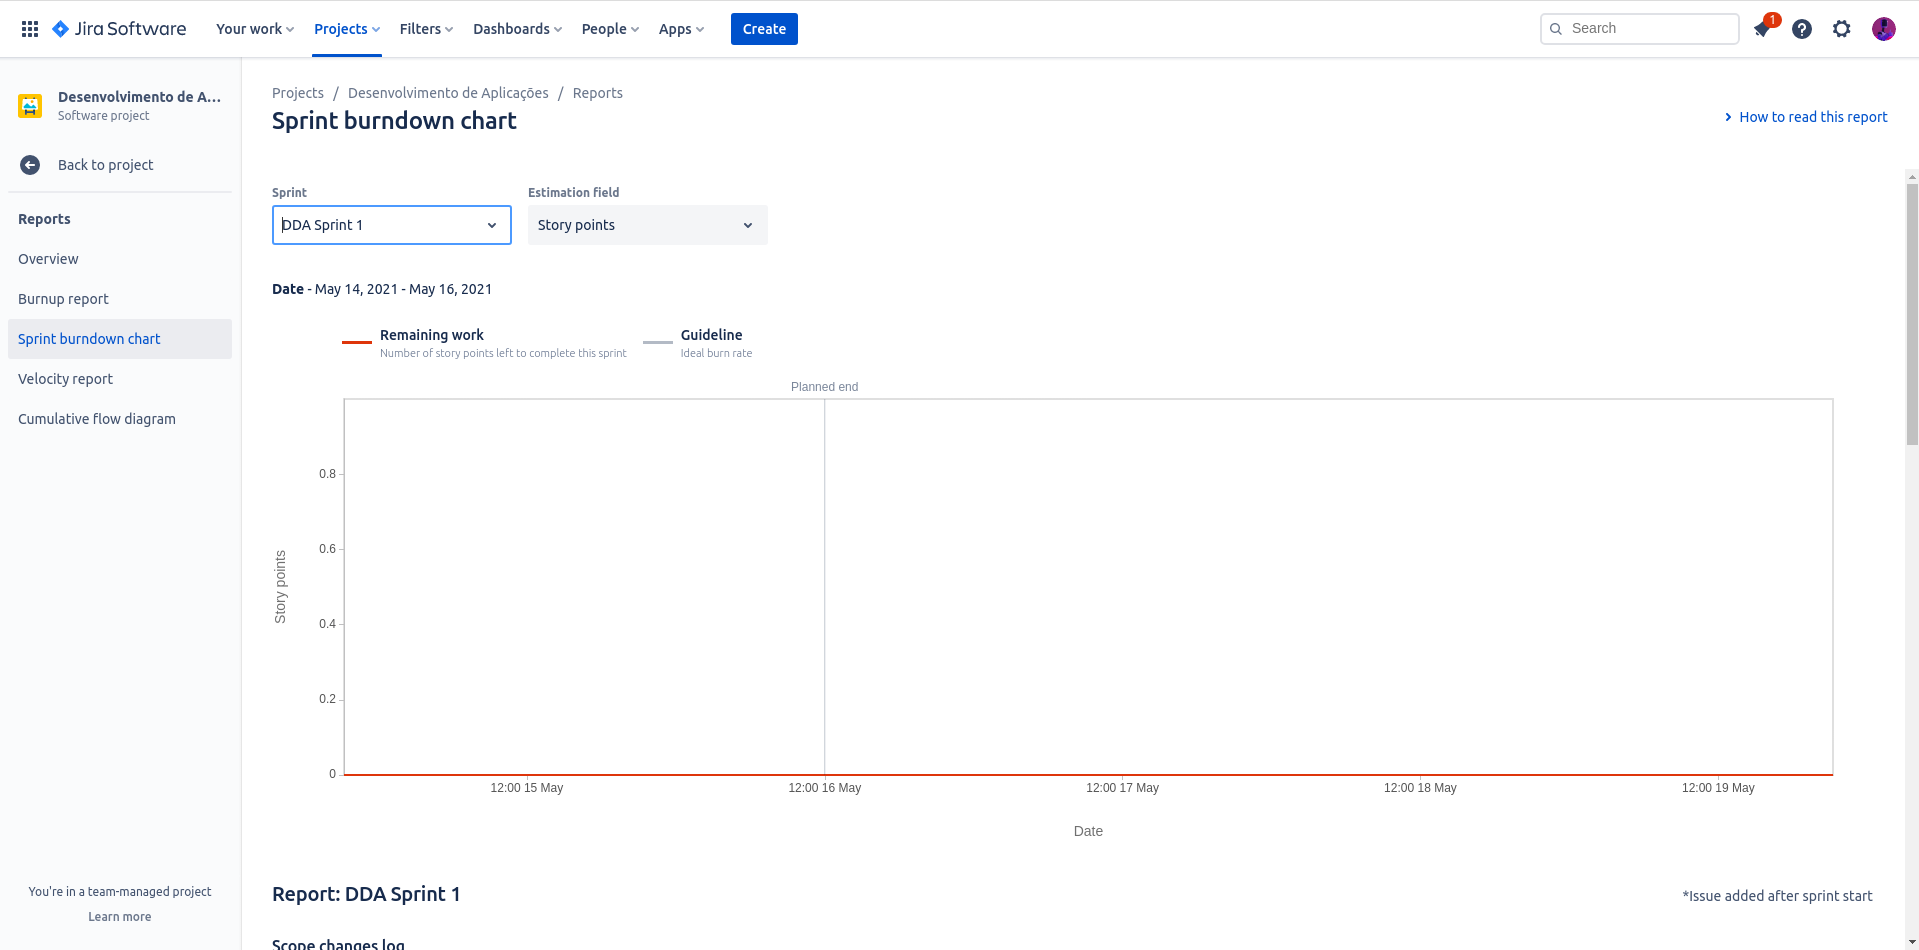 Jira Software
Your work
Projects
Filters
Dashboards
People
Apps
Create
Search
1
Desenvolvimento de A...
Software project
Back to project
Reports
Overview
Burnup report
Sprint burndown chart
Velocity report
Cumulative flow diagram
You're in a team-managed project
Learn more
Projects / Desenvolvimento de Aplicações / Reports
Sprint burndown chart
How to read this report
Sprint
Estimation field
DDA Sprint 1
Story points
Date - May 14, 2021 - May 16, 2021
Remaining work
Number of story points left to complete this sprint
Guideline
Ideal burn rate
Planned end
0.8
0.6
0.4
0.2
0
Story points
12:00 15 May
12:00 16 May
12:00 17 May
12:00 18 May
12:00 19 May
Date
Report: DDA Sprint 1
*Issue added after sprint start
Scope changes log